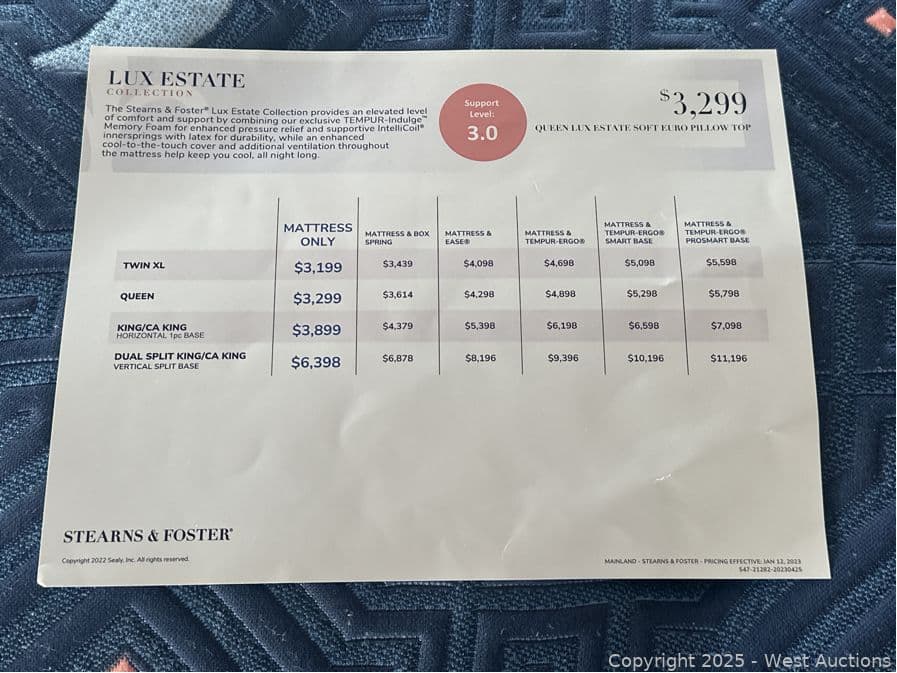 LUX ESTATE
COLLECTION
The Stearns & Foster® Lux Estate Collection provides an elevated level
of comfort and support by combining our exclusive TEMPUR-Indulge™
Memory Foam for enhanced pressure relief and supportive IntelliCoil®
innersprings with latex for durability, while an enhanced
cool-to-the-touch cover and additional ventilation throughout
the mattress help keep you cool, all night long.
Support
Level:
3.0
$3,299
QUEEN LUX ESTATE SOFT EURO PILLOW TOP
MATTRESS ONLY
MATTRESS & BOX SPRING
MATTRESS & EASE®
MATTRESS & TEMPUR-ERGO®
MATTRESS & TEMPUR-ERGO® SMART BASE
MATTRESS & TEMPUR-ERGO® PROSMART BASE
TWIN XL $3,199 $3,439 $4,098 $4,698 $5,098 $5,598
QUEEN $3,299 $3,614 $4,298 $4,898 $5,298 $5,798
KING/CA KING $3,899 $4,379 $5,398 $6,198 $6,598 $7,098
HORIZONTAL 1pc BASE
DUAL SPLIT KING/CA KING $6,398 $6,878 $8,196 $9,396 $10,196 $11,196
VERTICAL SPLIT BASE
STEARNS & FOSTER®
Copyright 2022 Sealy, Inc. All rights reserved.
MAINLAND - STEARNS & FOSTER - PRICING EFFECTIVE: JAN 12, 2023
547-21282-20230425
Copyright 2025 - West Auctions